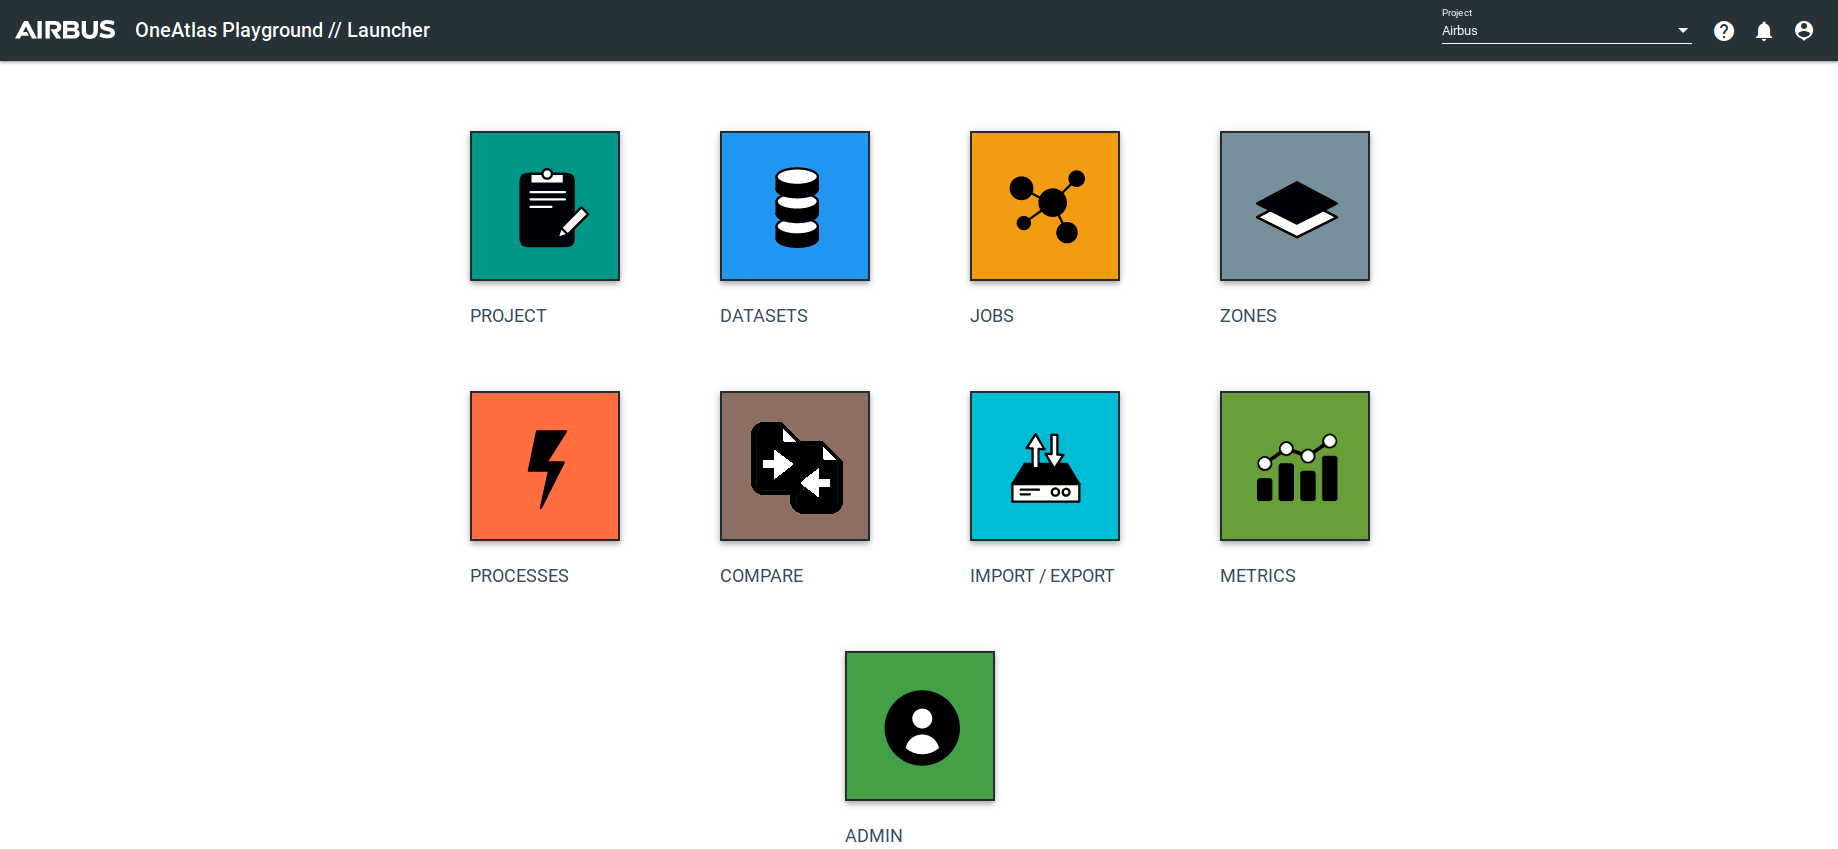 AIRBUS OneAtlas Playground // Launcher
Project
Airbus
PROJECT DATASETS JOBS ZONES
PROCESSES COMPARE IMPORT / EXPORT METRICS
ADMIN